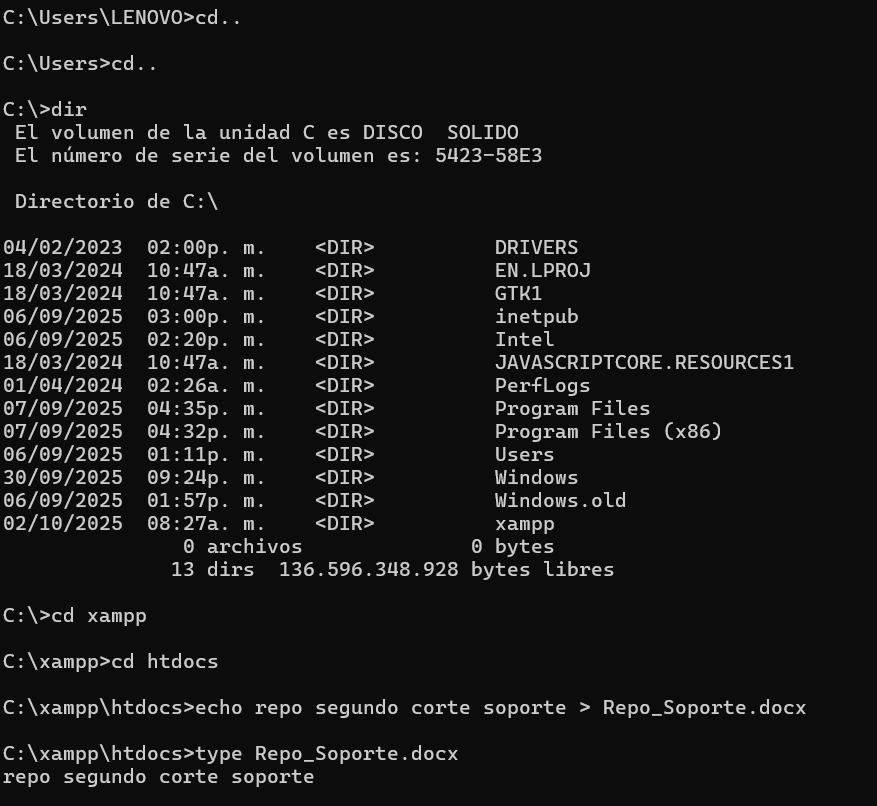 C:\Users\LENOVO>cd..
C:\Users>cd..
C:\>dir
 El volumen de la unidad C es DISCO  SOLIDO
 El número de serie del volumen es: 5423-58E3
 Directorio de C:\
04/02/2023  02:00p. m.    <DIR>          DRIVERS
18/03/2024  10:47a. m.    <DIR>          EN.LPROJ
18/03/2024  10:47a. m.    <DIR>          GTK1
06/09/2025  03:00p. m.    <DIR>          inetpub
06/09/2025  02:20p. m.    <DIR>          Intel
18/03/2024  10:47a. m.    <DIR>          JAVASCRIPTCORE.RESOURCES1
01/04/2024  02:26a. m.    <DIR>          PerfLogs
07/09/2025  04:35p. m.    <DIR>          Program Files
07/09/2025  04:32p. m.    <DIR>          Program Files (x86)
06/09/2025  01:11p. m.    <DIR>          Users
30/09/2025  09:24p. m.    <DIR>          Windows
06/09/2025  01:57p. m.    <DIR>          Windows.old
02/10/2025  08:27a. m.    <DIR>          xampp
               0 archivos              0 bytes
              13 dirs  136.596.348.928 bytes libres
C:\>cd xampp
C:\xampp>cd htdocs
C:\xampp\htdocs>echo repo segundo corte soporte > Repo_Soporte.docx
C:\xampp\htdocs>type Repo_Soporte.docx
repo segundo corte soporte